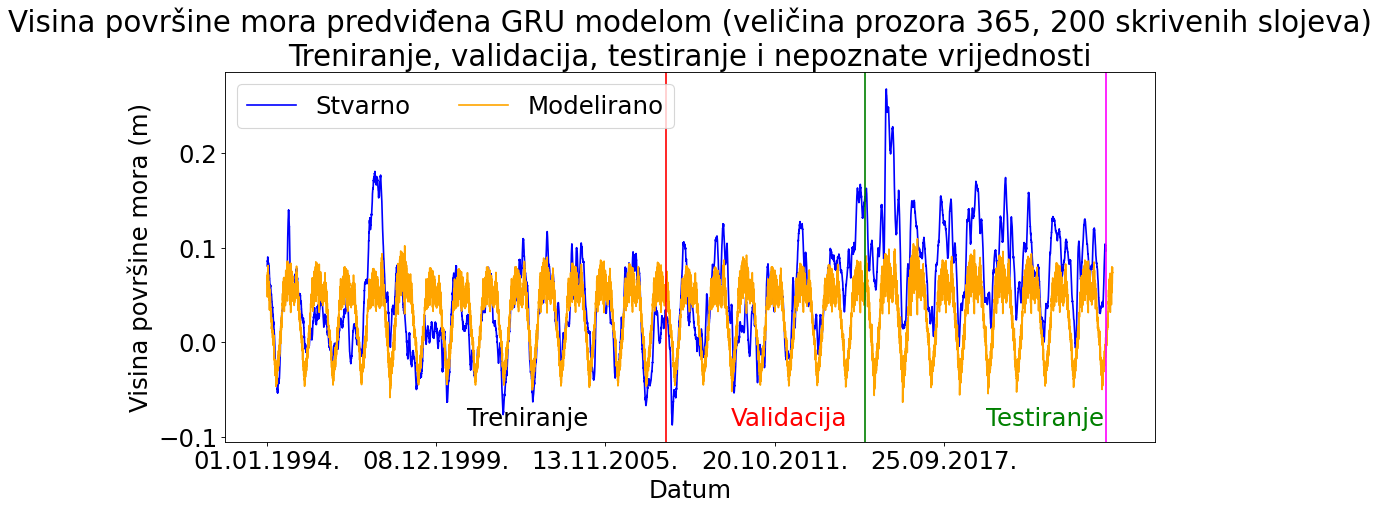 Visina površine mora predviđena GRU modelom (veličina prozora 365, 200 skrivenih slojeva)
Treniranje, validacija, testiranje i nepoznate vrijednosti
Stvarno
Modelirano
Visina površine mora (m)
0.2
0.1
0.0
−0.1
Treniranje
Validacija
Testiranje
01.01.1994.
08.12.1999.
13.11.2005.
20.10.2011.
25.09.2017.
Datum